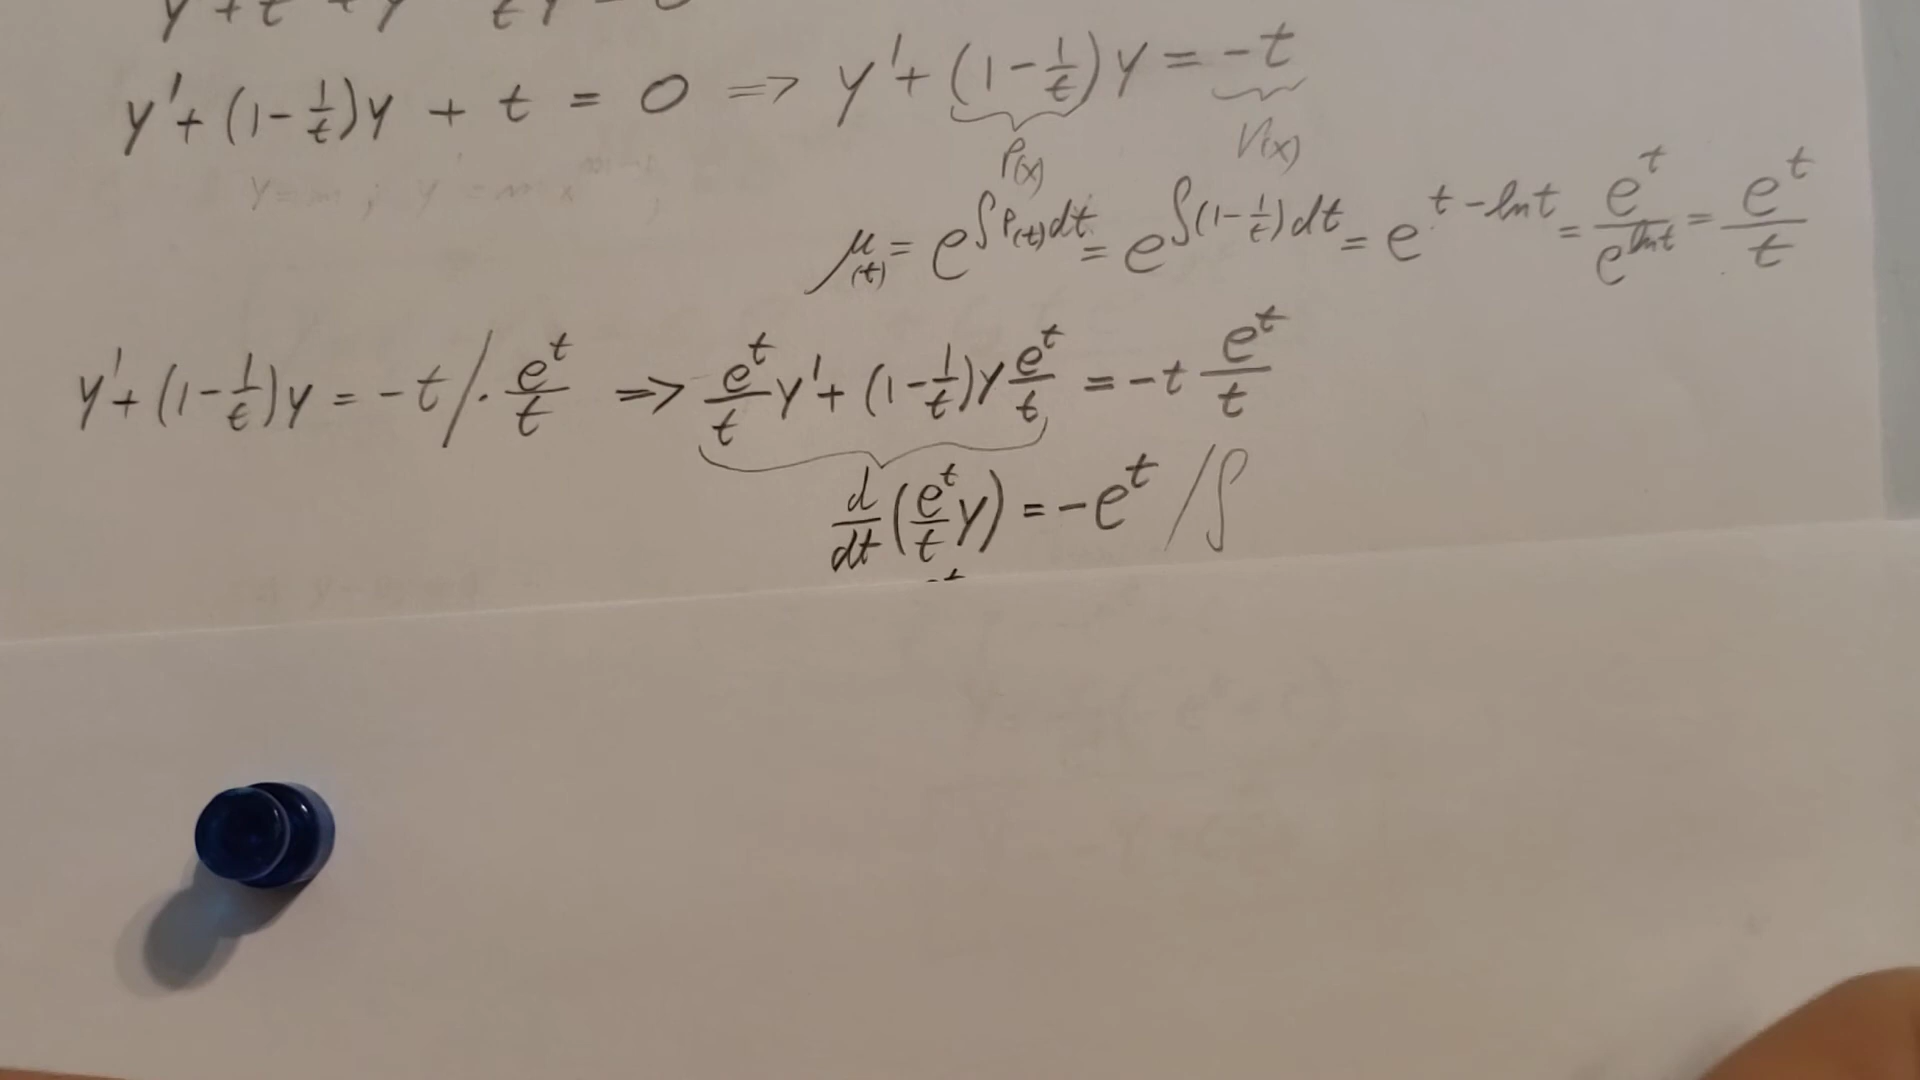 y' + (1 - 1/t)y + t = 0 => y' + (1 - 1/t)y = -t
P(x) V(x)
μ(t) = e^∫P(t)dt = e^∫(1 - 1/t)dt = e^(t - ln t) = e^t/e^(ln t) = e^t/t
y' + (1 - 1/t)y = -t /· e^t/t => e^t/t y' + (1 - 1/t)y e^t/t = -t e^t/t
d/dt(e^t/t y) = -e^t /∫